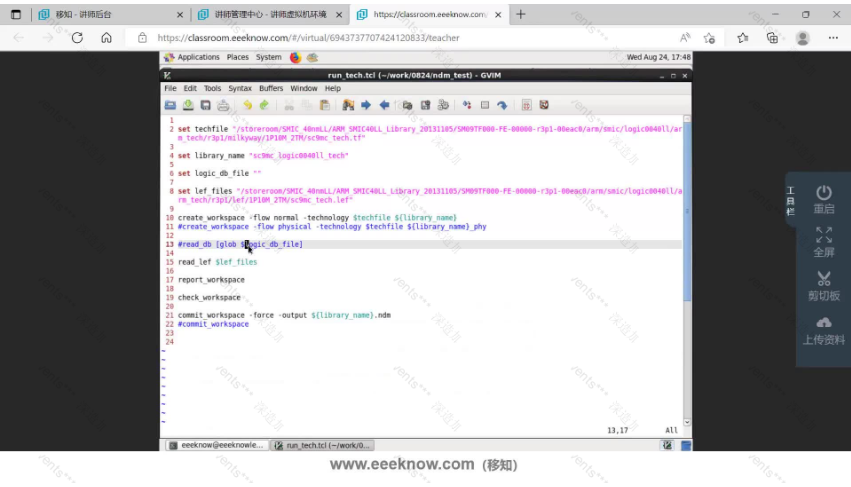 移知 - 讲师后台
讲师管理中心 - 讲师虚拟机环境
https://classroom.eeeknow.com/
https://classroom.eeeknow.com/#/virtual/6943737707424120833/teacher
Applications Places System
Wed Aug 24, 17:48
run_tech.tcl (~/work/0824/ndm_test) - GVIM
File Edit Tools Syntax Buffers Window Help
1
2 set techfile "/storeroom/SMIC_40nmLL/ARM_SMIC40LL_Library_20131105/SM09TF000-FE-00000-r3p1-00eac0/arm/smic/logic0040ll/ar
m_tech/r3p1/milkyway/1P10M_2TM/sc9mc_tech.tf"
3
4 set library_name "sc9mc_logic0040ll_tech"
5
6 set logic_db_file ""
7
8 set lef_files "/storeroom/SMIC_40nmLL/ARM_SMIC40LL_Library_20131105/SM09TF000-FE-00000-r3p1-00eac0/arm/smic/logic0040ll/a
rm_tech/r3p1/lef/1P10M_2TM/sc9mc_tech.lef"
9
10 create_workspace -flow normal -technology $techfile ${library_name}
11 #create_workspace -flow physical -technology $techfile ${library_name}_phy
12
13 #read_db [glob $logic_db_file]
14
15 read_lef $lef_files
16
17 report_workspace
18
19 check_workspace
20
21 commit_workspace -force -output ${library_name}.ndm
22 #commit_workspace
23
24
13,17 All
eeeknow@eeeknowle...
run_tech.tcl (~/work/0...
工具栏
重启
全屏
剪切板
上传资料
www.eeeknow.com (移知)